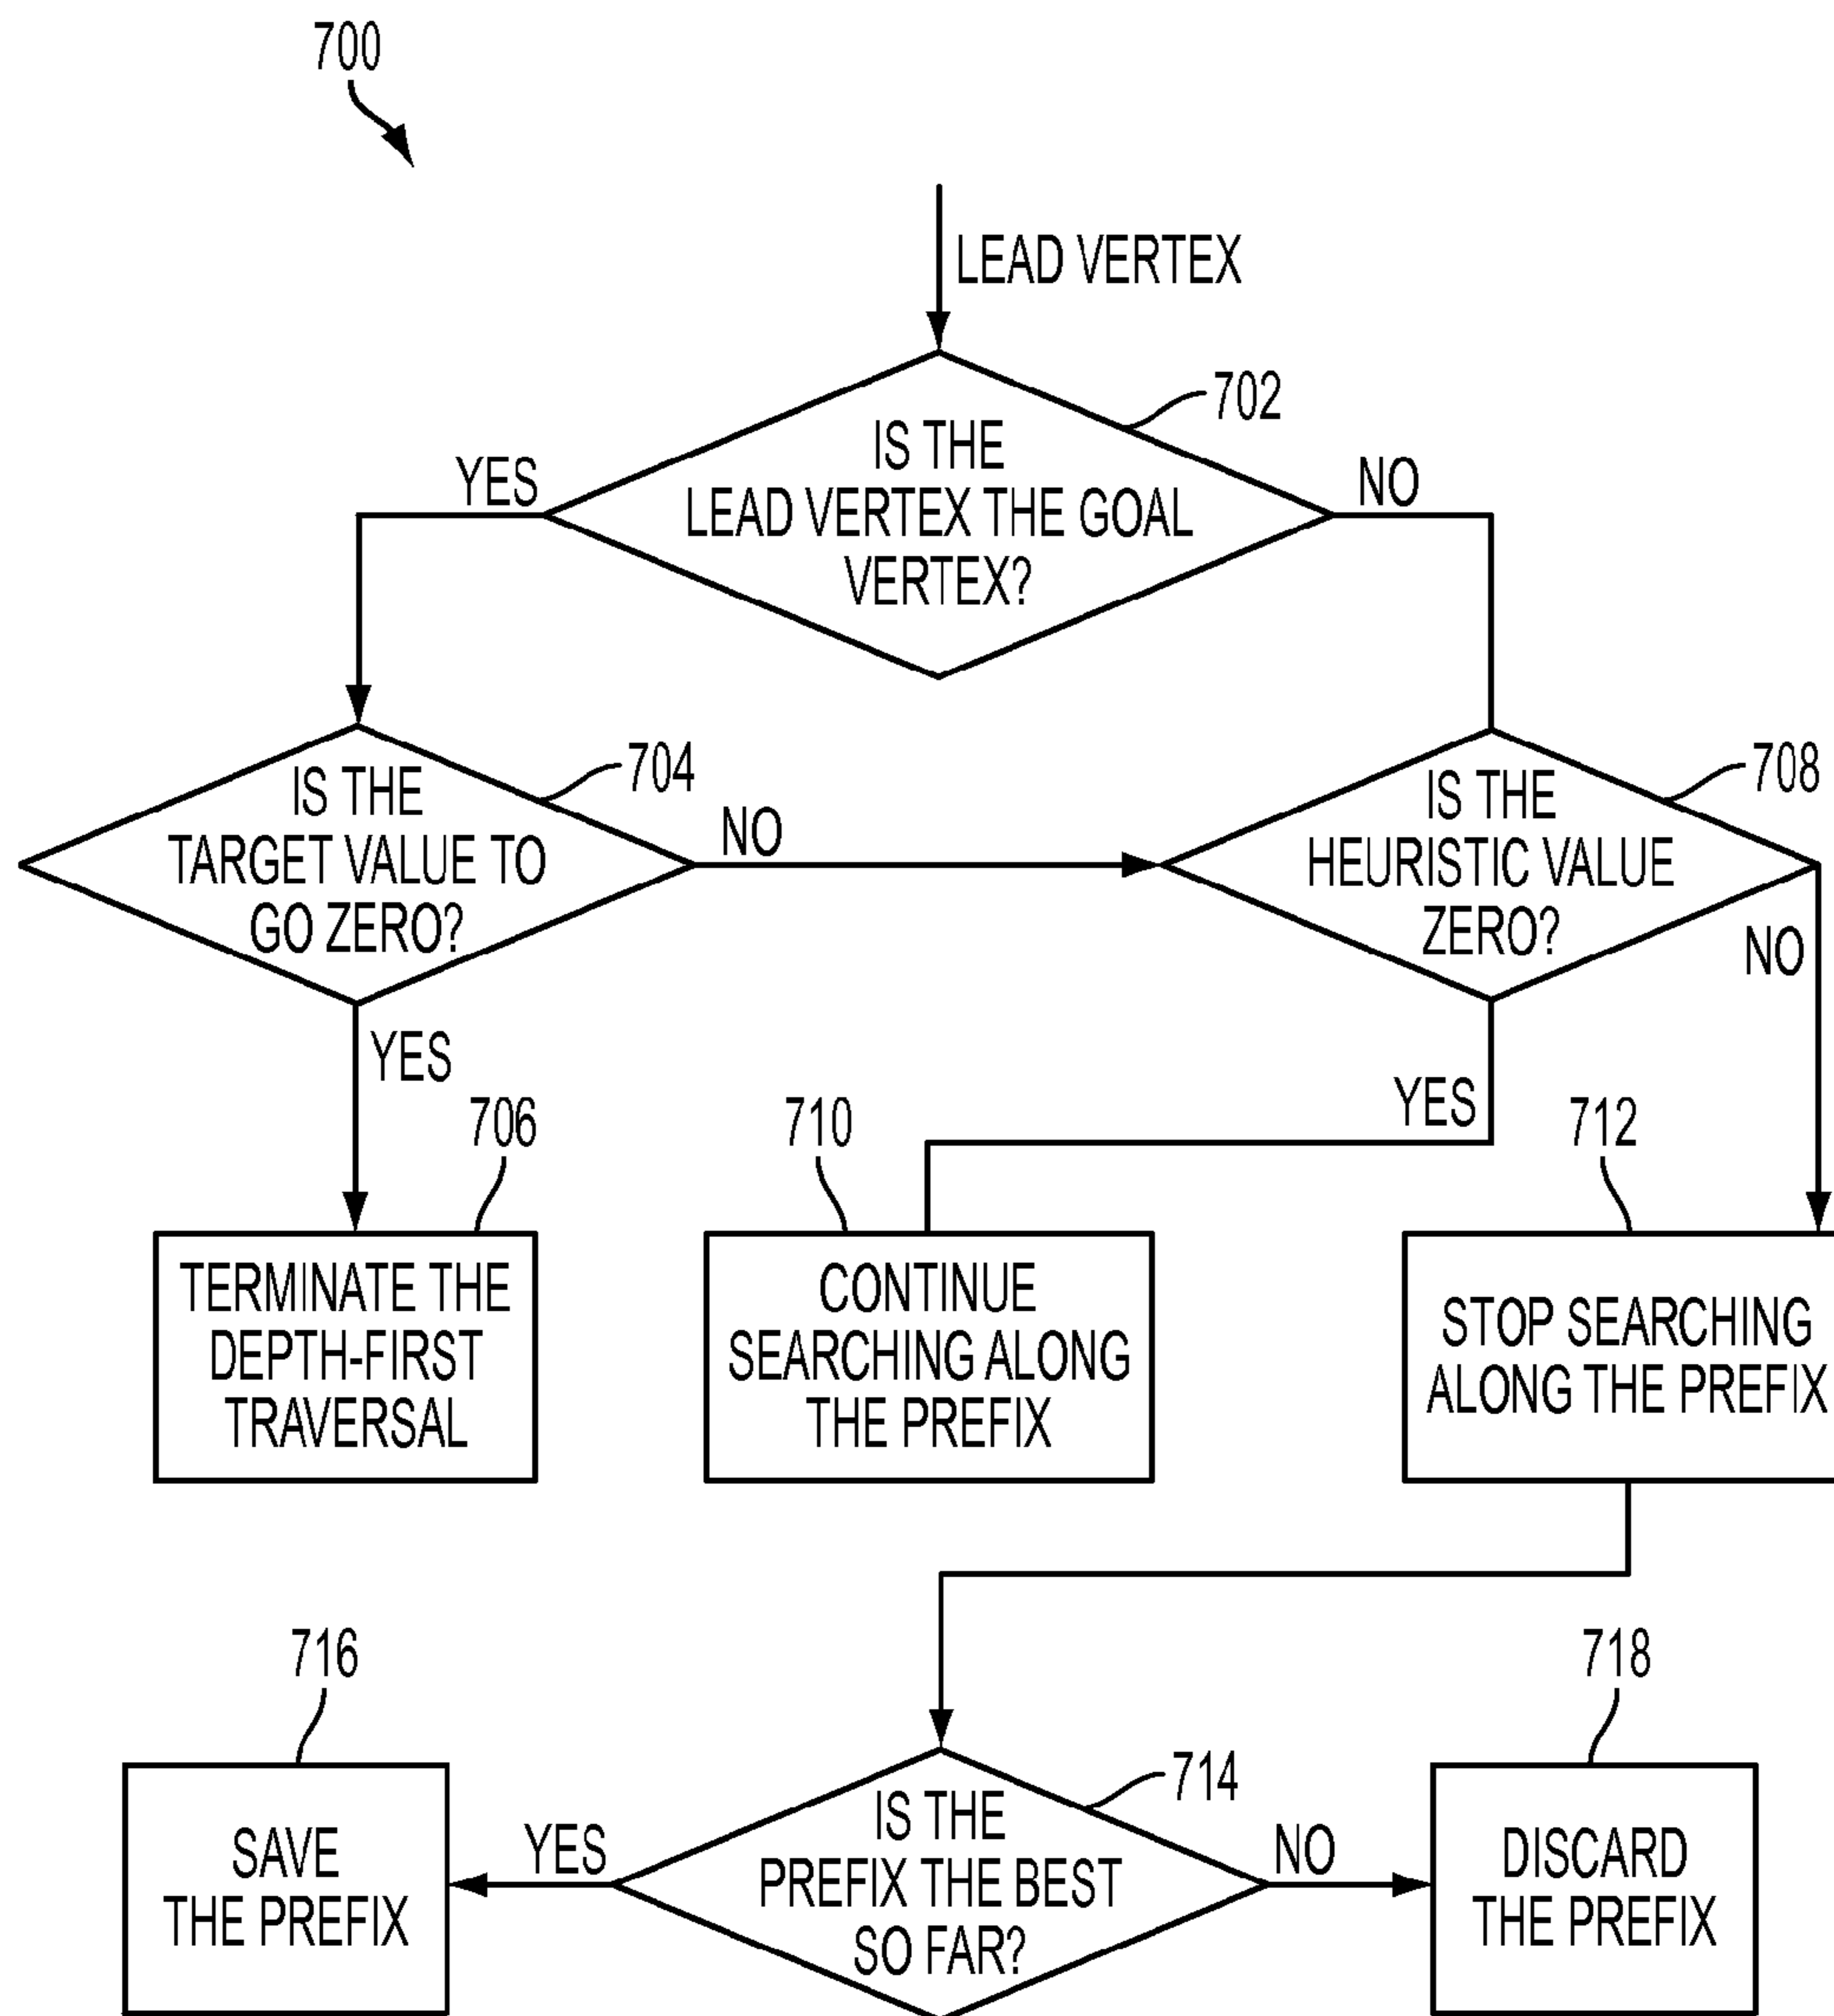 700
LEAD VERTEX
702
IS THE
LEAD VERTEX THE GOAL
VERTEX?
YES
NO
704
IS THE
TARGET VALUE TO
GO ZERO?
NO
708
IS THE
HEURISTIC VALUE
ZERO?
NO
YES
YES
706
TERMINATE THE
DEPTH-FIRST
TRAVERSAL
710
CONTINUE
SEARCHING ALONG
THE PREFIX
712
STOP SEARCHING
ALONG THE PREFIX
716
SAVE
THE PREFIX
714
IS THE
PREFIX THE BEST
SO FAR?
YES
NO
718
DISCARD
THE PREFIX